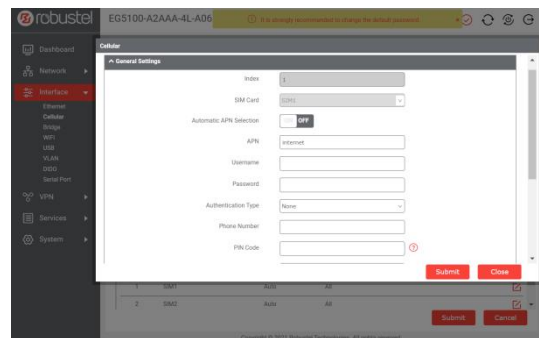 robustel
EG5100-A2AAA-4L-A06
It is strongly recommended to change the default password.
Dashboard
Network
Interface
Ethernet
Cellular
Bridge
WiFi
USB
VLAN
DIDO
Serial Port
VPN
Services
System
Cellular
General Settings
Index
1
SIM Card
SIM1
Automatic APN Selection
OFF
APN
internet
Username
Password
Authentication Type
None
Phone Number
PIN Code
Submit
Close
1 SIM1 Auto All
2 SIM2 Auto All
Submit
Cancel